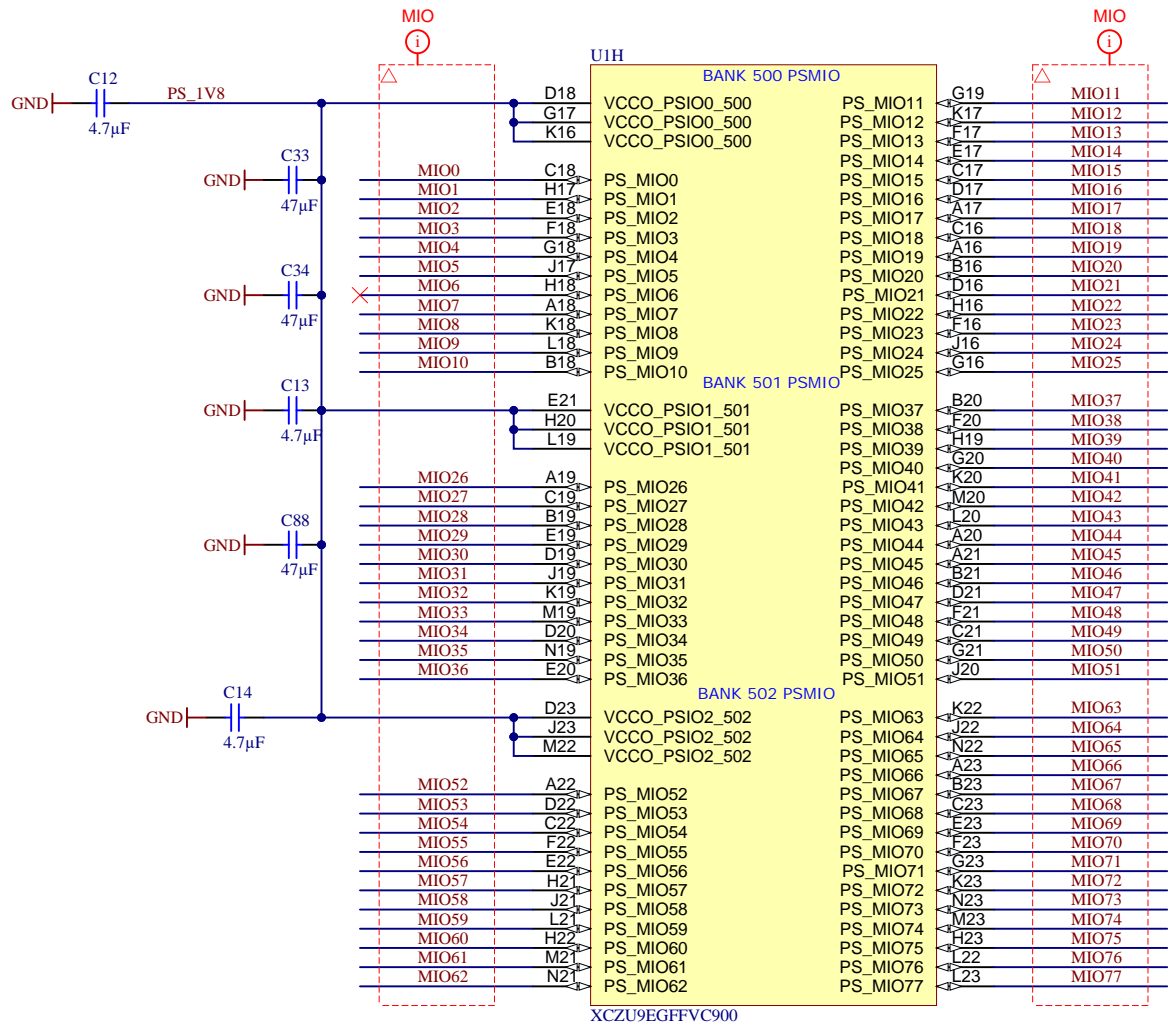 MIO
i
MIO
i
U1H
BANK 500 PSMIO
C12
GND
4.7µF
PS_1V8
D18 VCCO_PSIO0_500 PS_MIO11 G19 MIO11
G17 VCCO_PSIO0_500 PS_MIO12 K17 MIO12
K16 VCCO_PSIO0_500 PS_MIO13 F17 MIO13
PS_MIO14 E17 MIO14
C33
GND
47µF
MIO0 C18 PS_MIO0 PS_MIO15 C17 MIO15
MIO1 H17 PS_MIO1 PS_MIO16 D17 MIO16
MIO2 E18 PS_MIO2 PS_MIO17 A17 MIO17
MIO3 F18 PS_MIO3 PS_MIO18 C16 MIO18
MIO4 G18 PS_MIO4 PS_MIO19 A16 MIO19
C34
GND
47µF
MIO5 J17 PS_MIO5 PS_MIO20 B16 MIO20
MIO6 H18 PS_MIO6 PS_MIO21 D16 MIO21
MIO7 A18 PS_MIO7 PS_MIO22 H16 MIO22
MIO8 K18 PS_MIO8 PS_MIO23 F16 MIO23
MIO9 L18 PS_MIO9 PS_MIO24 J16 MIO24
MIO10 B18 PS_MIO10 PS_MIO25 G16 MIO25
BANK 501 PSMIO
C13
GND
4.7µF
E21 VCCO_PSIO1_501 PS_MIO37 B20 MIO37
H20 VCCO_PSIO1_501 PS_MIO38 F20 MIO38
L19 VCCO_PSIO1_501 PS_MIO39 H19 MIO39
PS_MIO40 G20 MIO40
MIO26 A19 PS_MIO26 PS_MIO41 K20 MIO41
MIO27 C19 PS_MIO27 PS_MIO42 M20 MIO42
MIO28 B19 PS_MIO28 PS_MIO43 L20 MIO43
C88
GND
47µF
MIO29 E19 PS_MIO29 PS_MIO44 A20 MIO44
MIO30 D19 PS_MIO30 PS_MIO45 A21 MIO45
MIO31 J19 PS_MIO31 PS_MIO46 B21 MIO46
MIO32 K19 PS_MIO32 PS_MIO47 D21 MIO47
MIO33 M19 PS_MIO33 PS_MIO48 F21 MIO48
MIO34 D20 PS_MIO34 PS_MIO49 C21 MIO49
MIO35 N19 PS_MIO35 PS_MIO50 G21 MIO50
MIO36 E20 PS_MIO36 PS_MIO51 J20 MIO51
BANK 502 PSMIO
C14
GND
4.7µF
D23 VCCO_PSIO2_502 PS_MIO63 K22 MIO63
J23 VCCO_PSIO2_502 PS_MIO64 J22 MIO64
M22 VCCO_PSIO2_502 PS_MIO65 N22 MIO65
PS_MIO66 A23 MIO66
MIO52 A22 PS_MIO52 PS_MIO67 B23 MIO67
MIO53 D22 PS_MIO53 PS_MIO68 C23 MIO68
MIO54 C22 PS_MIO54 PS_MIO69 E23 MIO69
MIO55 F22 PS_MIO55 PS_MIO70 F23 MIO70
MIO56 E22 PS_MIO56 PS_MIO71 G23 MIO71
MIO57 H21 PS_MIO57 PS_MIO72 K23 MIO72
MIO58 J21 PS_MIO58 PS_MIO73 N23 MIO73
MIO59 L21 PS_MIO59 PS_MIO74 M23 MIO74
MIO60 H22 PS_MIO60 PS_MIO75 H23 MIO75
MIO61 M21 PS_MIO61 PS_MIO76 L22 MIO76
MIO62 N21 PS_MIO62 PS_MIO77 L23 MIO77
XCZU9EGFFVC900